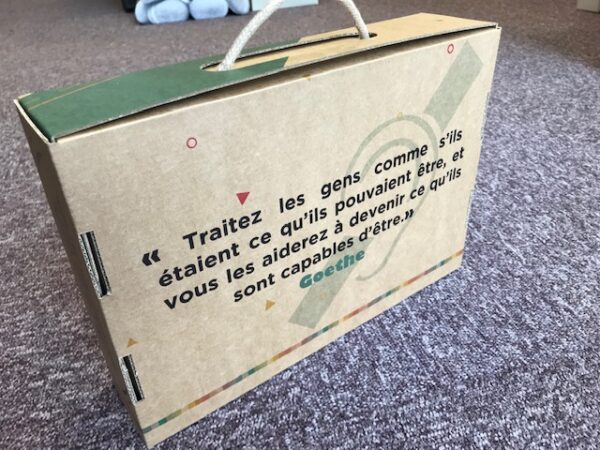 « Traitez les gens comme s'ils
étaient ce qu'ils pouvaient être, et
vous les aiderez à devenir ce qu'ils
sont capables d'être.»
Goethe